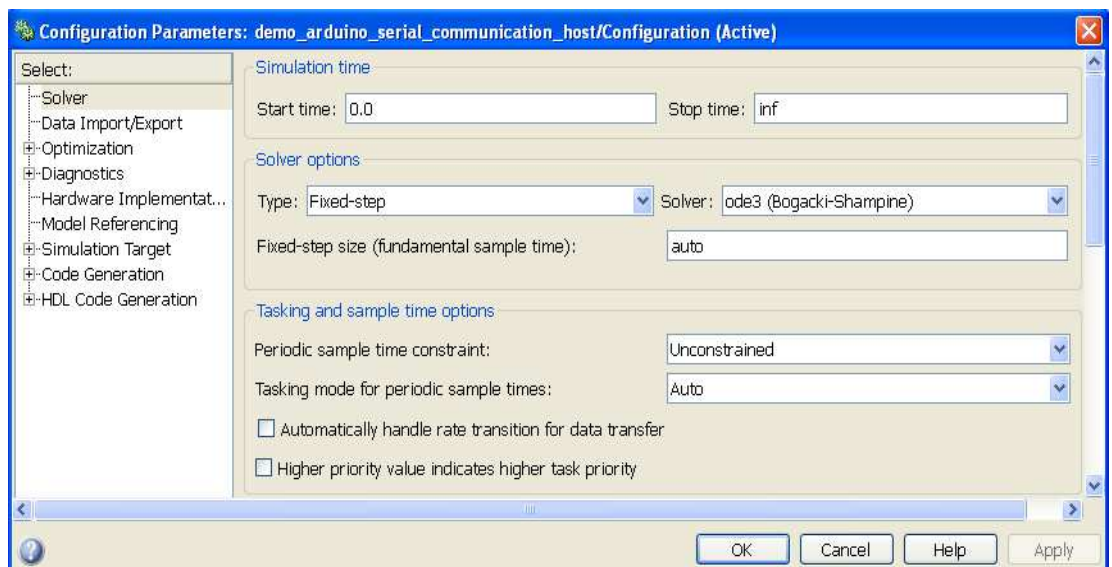 Configuration Parameters: demo_arduino_serial_communication_host/Configuration (Active)
Select:
Solver
Data Import/Export
Optimization
Diagnostics
Hardware Implementat...
Model Referencing
Simulation Target
Code Generation
HDL Code Generation
Simulation time
Start time: 0.0 Stop time: inf
Solver options
Type: Fixed-step Solver: ode3 (Bogacki-Shampine)
Fixed-step size (fundamental sample time): auto
Tasking and sample time options
Periodic sample time constraint: Unconstrained
Tasking mode for periodic sample times: Auto
Automatically handle rate transition for data transfer
Higher priority value indicates higher task priority
OK Cancel Help Apply